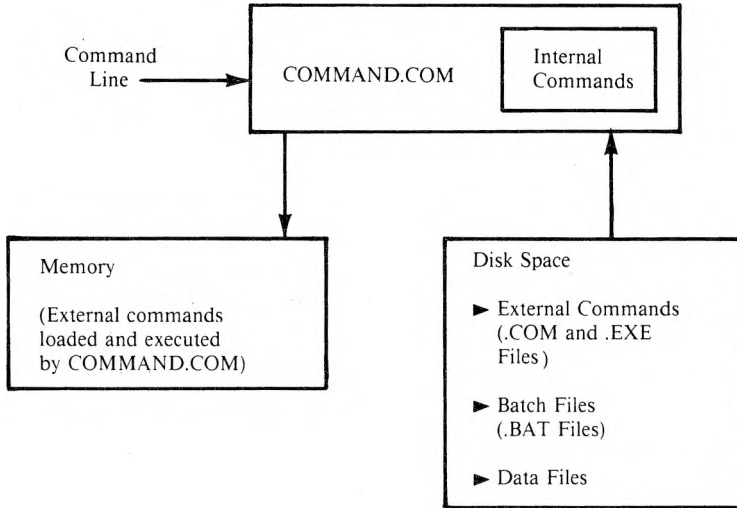 Command
Line
COMMAND.COM
Internal
Commands
Memory
(External commands
loaded and executed
by COMMAND.COM)
Disk Space
► External Commands
(.COM and .EXE
Files)
► Batch Files
(.BAT Files)
► Data Files